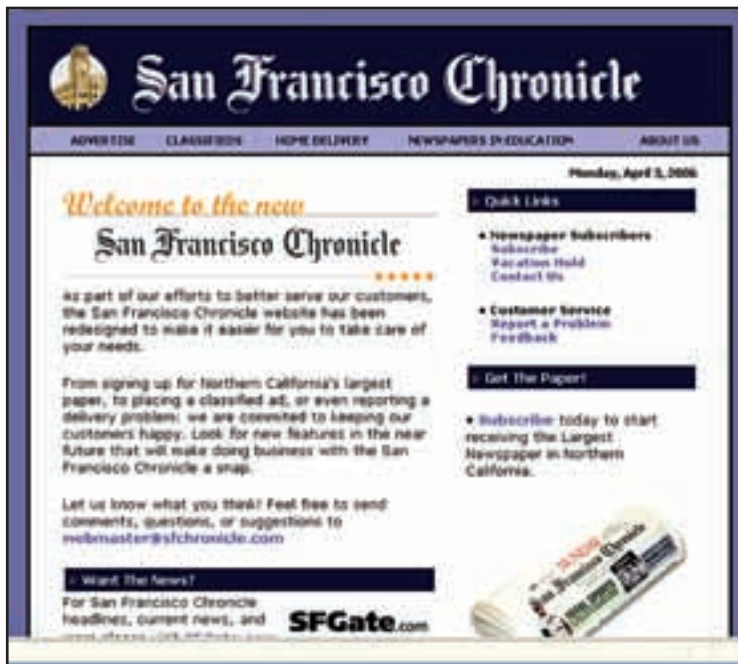 San Francisco Chronicle
ADVERTISE CLASSIFIEDS HOME DELIVERY NEWSPAPERS IN EDUCATION ABOUT US
Monday, April 3, 2006
Welcome to the new
San Francisco Chronicle
As part of our efforts to better serve our customers,
the San Francisco Chronicle website has been
redesigned to make it easier for you to take care of
your needs.
From signing up for Northern California's largest
paper, to placing a classified ad, or even reporting a
delivery problem: we are commited to keeping our
customers happy. Look for new features in the near
future that will make doing business with the San
Francisco Chronicle a snap.
Let us know what you think! Feel free to send
comments, questions, or suggestions to
webmaster@sfchronicle.com
Want The News?
For San Francisco Chronicle
headlines, current news, and
SFGate.com
Quick Links
• Newspaper Subscribers
Subscribe
Vacation Hold
Contact Us
• Customer Service
Report a Problem
Feedback
Get The Paper!
• Subscribe today to start
receiving the Largest
Newspaper in Northern
California.
San Francisco Chronicle